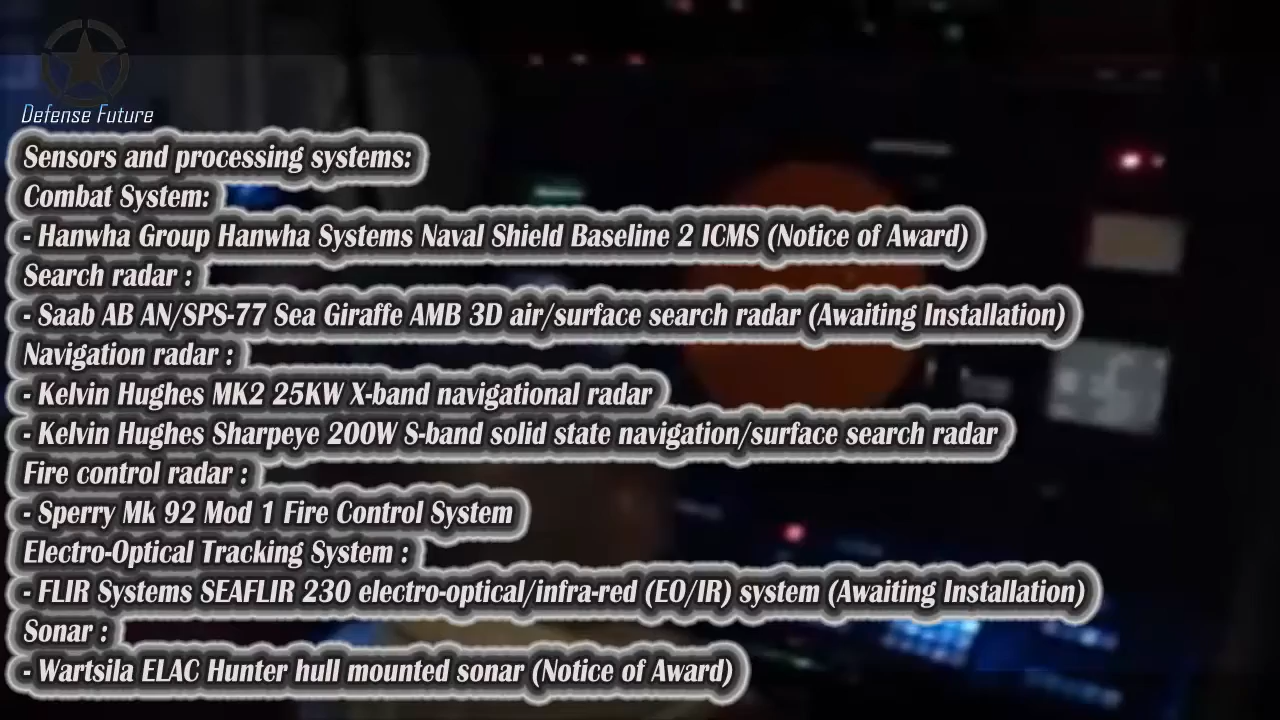 Defense Future
Sensors and processing systems:
Combat System:
- Hanwha Group Hanwha Systems Naval Shield Baseline 2 ICMS (Notice of Award)
Search radar :
- Saab AB AN/SPS-77 Sea Giraffe AMB 3D air/surface search radar (Awaiting Installation)
Navigation radar :
- Kelvin Hughes MK2 25KW X-band navigational radar
- Kelvin Hughes Sharpeye 200W S-band solid state navigation/surface search radar
Fire control radar :
- Sperry Mk 92 Mod 1 Fire Control System
Electro-Optical Tracking System :
- FLIR Systems SEAFLIR 230 electro-optical/infra-red (EO/IR) system (Awaiting Installation)
Sonar :
- Wartsila ELAC Hunter hull mounted sonar (Notice of Award)